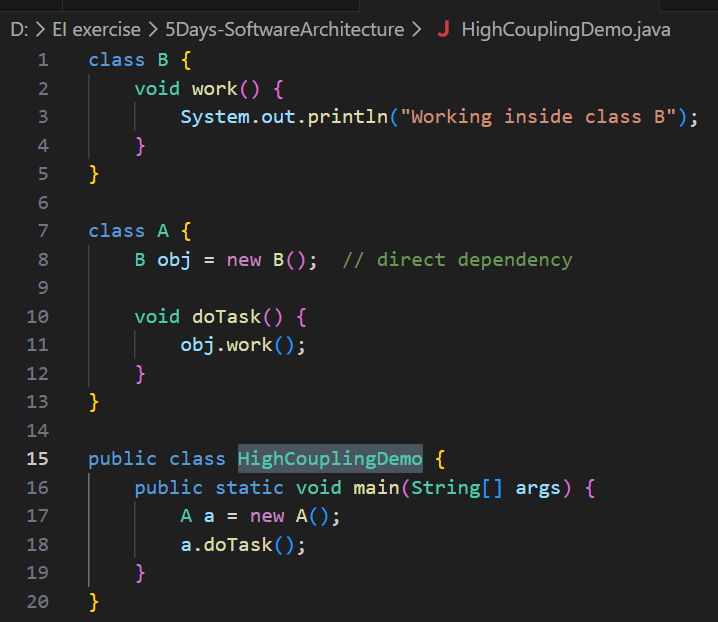 D: > EI exercise > 5Days-SoftwareArchitecture > J HighCouplingDemo.java
1 class B {
2     void work() {
3         System.out.println("Working inside class B");
4     }
5 }
6
7 class A {
8     B obj = new B();  // direct dependency
9
10     void doTask() {
11         obj.work();
12     }
13 }
14
15 public class HighCouplingDemo {
16     public static void main(String[] args) {
17         A a = new A();
18         a.doTask();
19     }
20 }